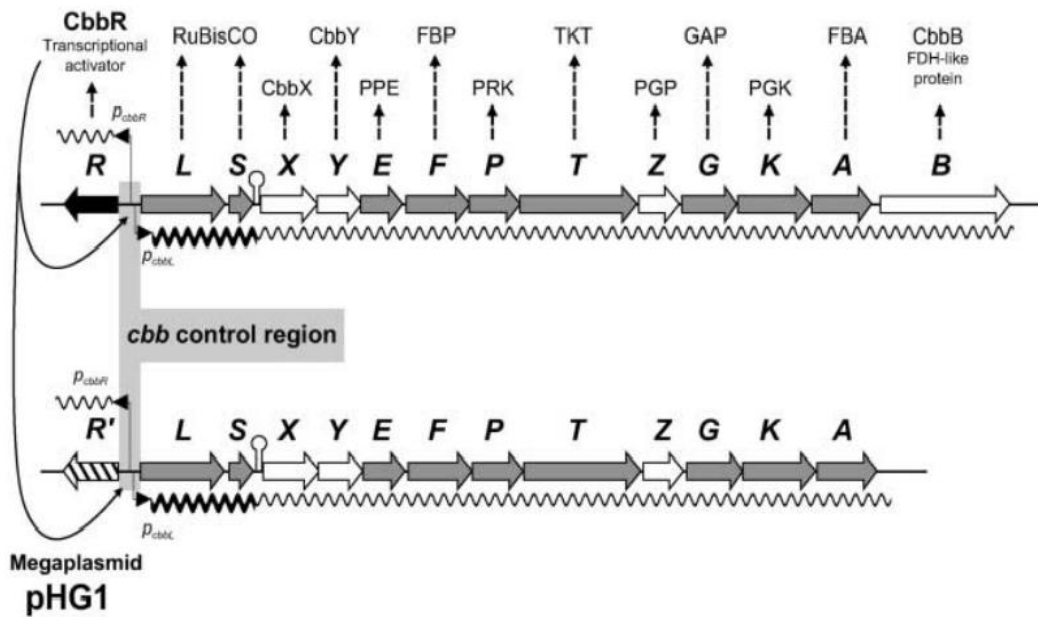 CbbR
Transcriptional
activator
RuBisCO
CbbX
CbbY
PPE
FBP
PRK
TKT
PGP
GAP
PGK
FBA
CbbB
FDH-like
protein
pcbbR
R L S X Y E F P T Z G K A B
pcbbL
cbb control region
pcbbR
R' L S X Y E F P T Z G K A
pcbbL
Megaplasmid
pHG1